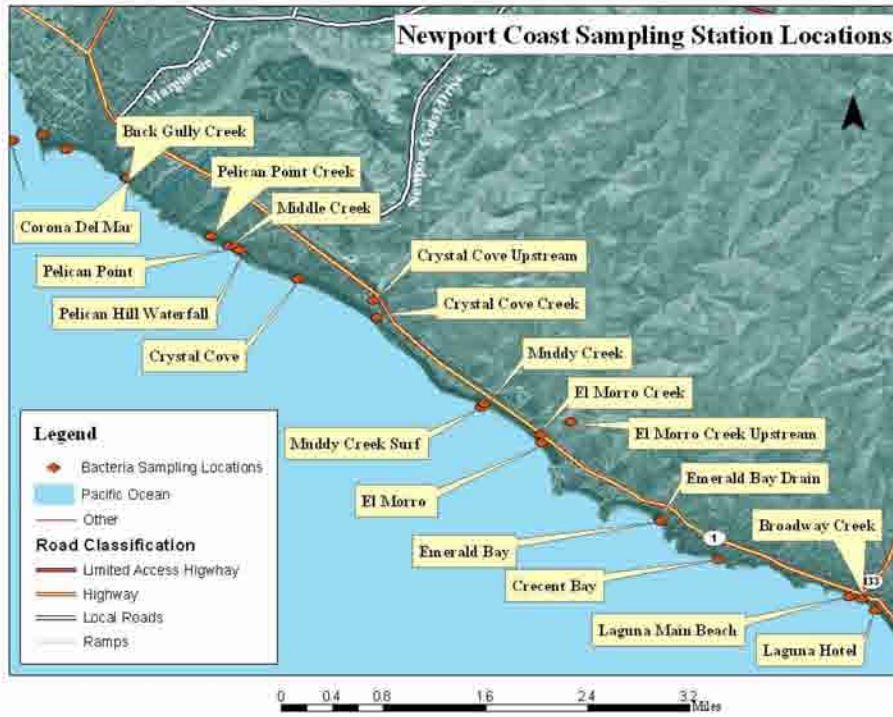 Newport Coast Sampling Station Locations
Marguerite Ave
Newport Coast Drive
Buck Gully Creek
Pelican Point Creek
Middle Creek
Corona Del Mar
Pelican Point
Pelican Hill Waterfall
Crystal Cove Upstream
Crystal Cove Creek
Crystal Cove
Muddy Creek
El Morro Creek
Muddy Creek Surf
El Morro Creek Upstream
El Morro
Emerald Bay Drain
Broadway Creek
Emerald Bay
1
Crecent Bay
133
Laguna Main Beach
Laguna Hotel
Legend
Bacteria Sampling Locations
Pacific Ocean
Other
Road Classification
Limited Access Higwhay
Highway
Local Roads
Ramps
0 0.4 0.8 1.6 2.4 3.2
Miles